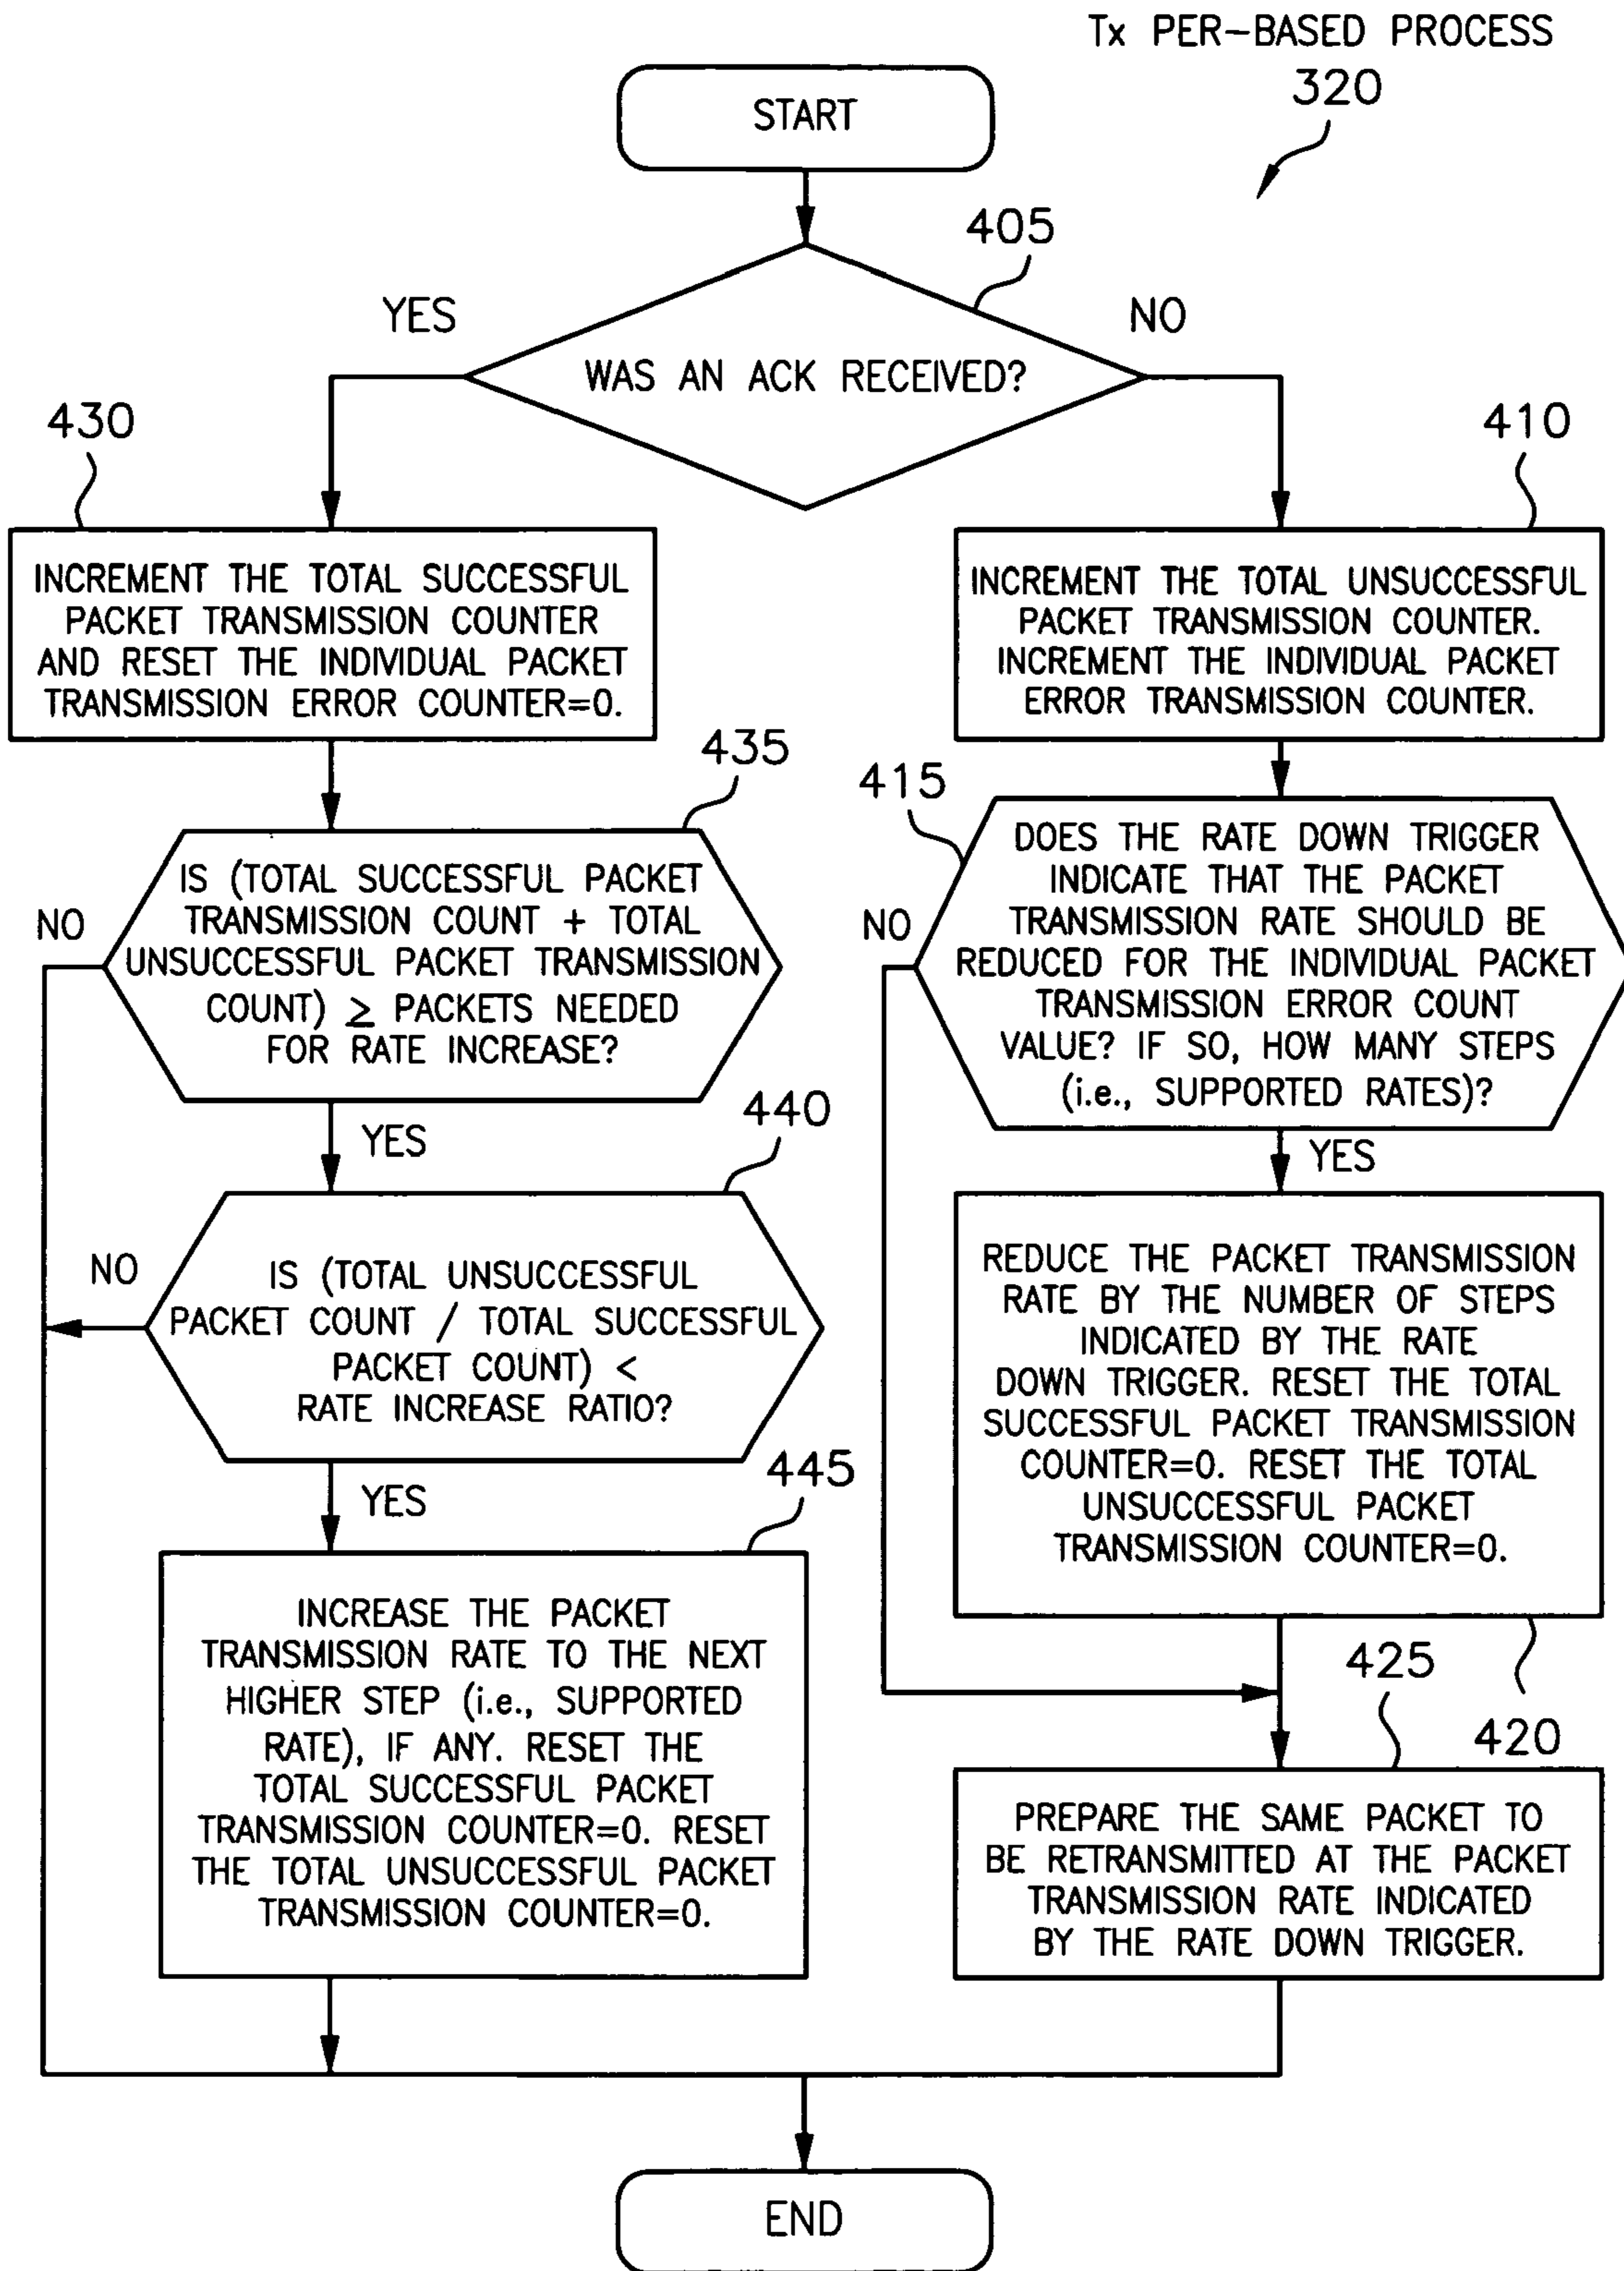 Tx PER-BASED PROCESS
320
START
405
YES
NO
WAS AN ACK RECEIVED?
430
410
INCREMENT THE TOTAL SUCCESSFUL
PACKET TRANSMISSION COUNTER
AND RESET THE INDIVIDUAL PACKET
TRANSMISSION ERROR COUNTER=0.
INCREMENT THE TOTAL UNSUCCESSFUL
PACKET TRANSMISSION COUNTER.
INCREMENT THE INDIVIDUAL PACKET
ERROR TRANSMISSION COUNTER.
435
NO
IS (TOTAL SUCCESSFUL PACKET
TRANSMISSION COUNT + TOTAL
UNSUCCESSFUL PACKET TRANSMISSION
COUNT) ≥ PACKETS NEEDED
FOR RATE INCREASE?
YES
415
NO
DOES THE RATE DOWN TRIGGER
INDICATE THAT THE PACKET
TRANSMISSION RATE SHOULD BE
REDUCED FOR THE INDIVIDUAL PACKET
TRANSMISSION ERROR COUNT
VALUE? IF SO, HOW MANY STEPS
(i.e., SUPPORTED RATES)?
YES
440
NO
IS (TOTAL UNSUCCESSFUL
PACKET COUNT / TOTAL SUCCESSFUL
PACKET COUNT) <
RATE INCREASE RATIO?
YES
REDUCE THE PACKET TRANSMISSION
RATE BY THE NUMBER OF STEPS
INDICATED BY THE RATE
DOWN TRIGGER. RESET THE TOTAL
SUCCESSFUL PACKET TRANSMISSION
COUNTER=0. RESET THE TOTAL
UNSUCCESSFUL PACKET
TRANSMISSION COUNTER=0.
445
INCREASE THE PACKET
TRANSMISSION RATE TO THE NEXT
HIGHER STEP (i.e., SUPPORTED
RATE), IF ANY. RESET THE
TOTAL SUCCESSFUL PACKET
TRANSMISSION COUNTER=0. RESET
THE TOTAL UNSUCCESSFUL PACKET
TRANSMISSION COUNTER=0.
425
420
PREPARE THE SAME PACKET TO
BE RETRANSMITTED AT THE PACKET
TRANSMISSION RATE INDICATED
BY THE RATE DOWN TRIGGER.
END